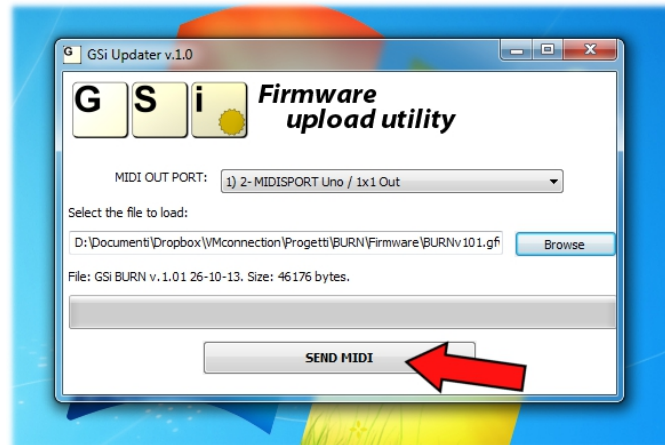 G GSi Updater v.1.0
G S i
Firmware
upload utility
MIDI OUT PORT: 1) 2- MIDISPORT Uno / 1x1 Out
Select the file to load:
D:\Documenti\Dropbox\VMconnection\Progetti\BURN\Firmware\BURNv101.gf
Browse
File: GSi BURN v.1.01 26-10-13. Size: 46176 bytes.
SEND MIDI